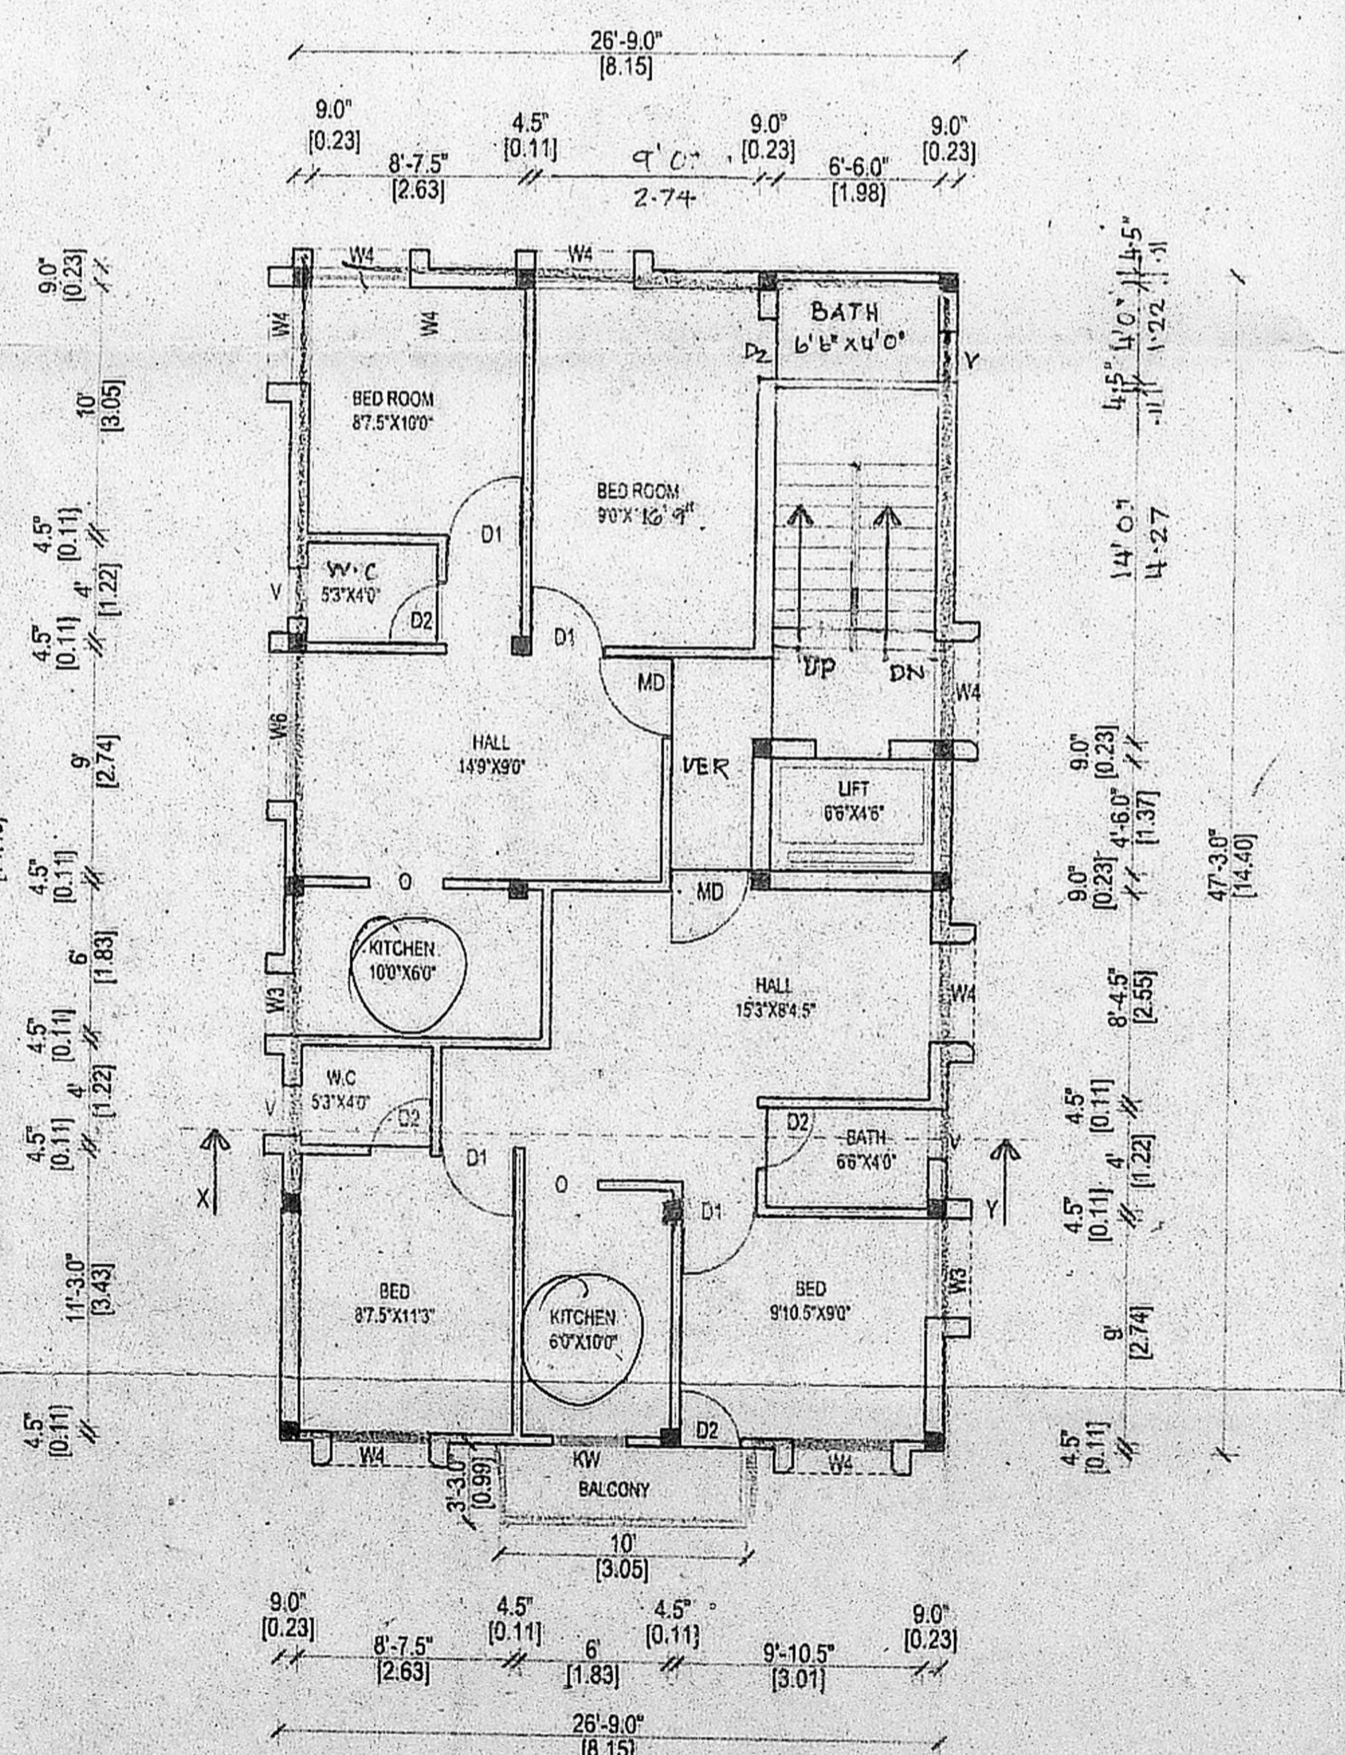 26'-9.0"
[8.15]
9.0"
[0.23]
8'-7.5"
[2.63]
4.5"
[0.11]
9'0"
2.74
9.0"
[0.23]
6'-6.0"
[1.98]
9.0"
[0.23]
W4
W4
9.0"
[0.23]
W4
W4
BED ROOM
8'7.5"X10'0"
10'
[3.05]
BATH
6'6"X4'0"
D2
V
4.5"
.11
4'0"
1.22
4.5"
.11
BED ROOM
9'0"X 16'9"
D1
4.5"
[0.11]
W.C
5'3"X4'0"
D2
V
4'
[1.22]
4.5"
[0.11]
D1
14'0"
4.27
UP
DN
MD
W4
W6
HALL
14'9"X9'0"
9'
[2.74]
VER
LIFT
6'6"X4'6"
9.0"
[0.23]
4'-6.0"
[1.37]
9.0"
[0.23]
47'-3.0"
[14.40]
4.5"
[0.11]
O
MD
KITCHEN
10'0"X6'0"
6'
[1.83]
W3
HALL
15'3"X8'4.5"
W4
8'-4.5"
[2.55]
4.5"
[0.11]
W.C
5'3"X4'0"
D2
V
4'
[1.22]
4.5"
[0.11]
D2
BATH
6'6"X4'0"
V
4.5"
[0.11]
4'
[1.22]
4.5"
[0.11]
X
D1
O
D1
Y
BED
8'7.5"X11'3"
11'-3.0"
[3.43]
KITCHEN
6'0"X10'0"
BED
9'10.5"X9'0"
W3
9'
[2.74]
4.5"
[0.11]
D2
4.5"
[0.11]
W4
KW
W4
BALCONY
3'-3.0"
[0.99]
10'
[3.05]
9.0"
[0.23]
8'-7.5"
[2.63]
4.5"
[0.11]
6'
[1.83]
4.5"
[0.11]
9'-10.5"
[3.01]
9.0"
[0.23]
26'-9.0"
[8.15]